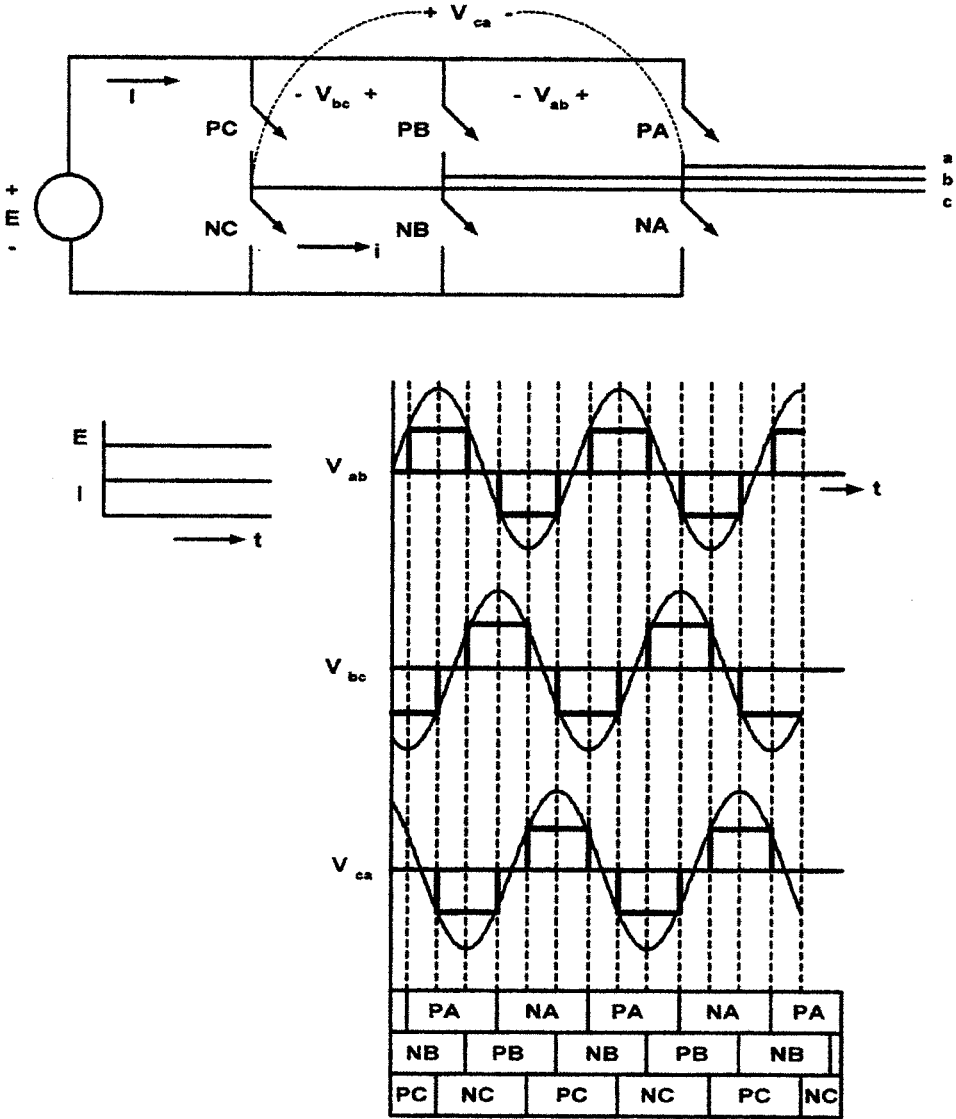 + V ca -
I
- V bc +
- V ab +
PC
PB
PA
a
b
c
+
E
-
NC
NB
NA
i
E
I
t
V ab
t
V bc
V ca
PA NA PA NA PA
NB PB NB PB NB
PC NC PC NC PC NC